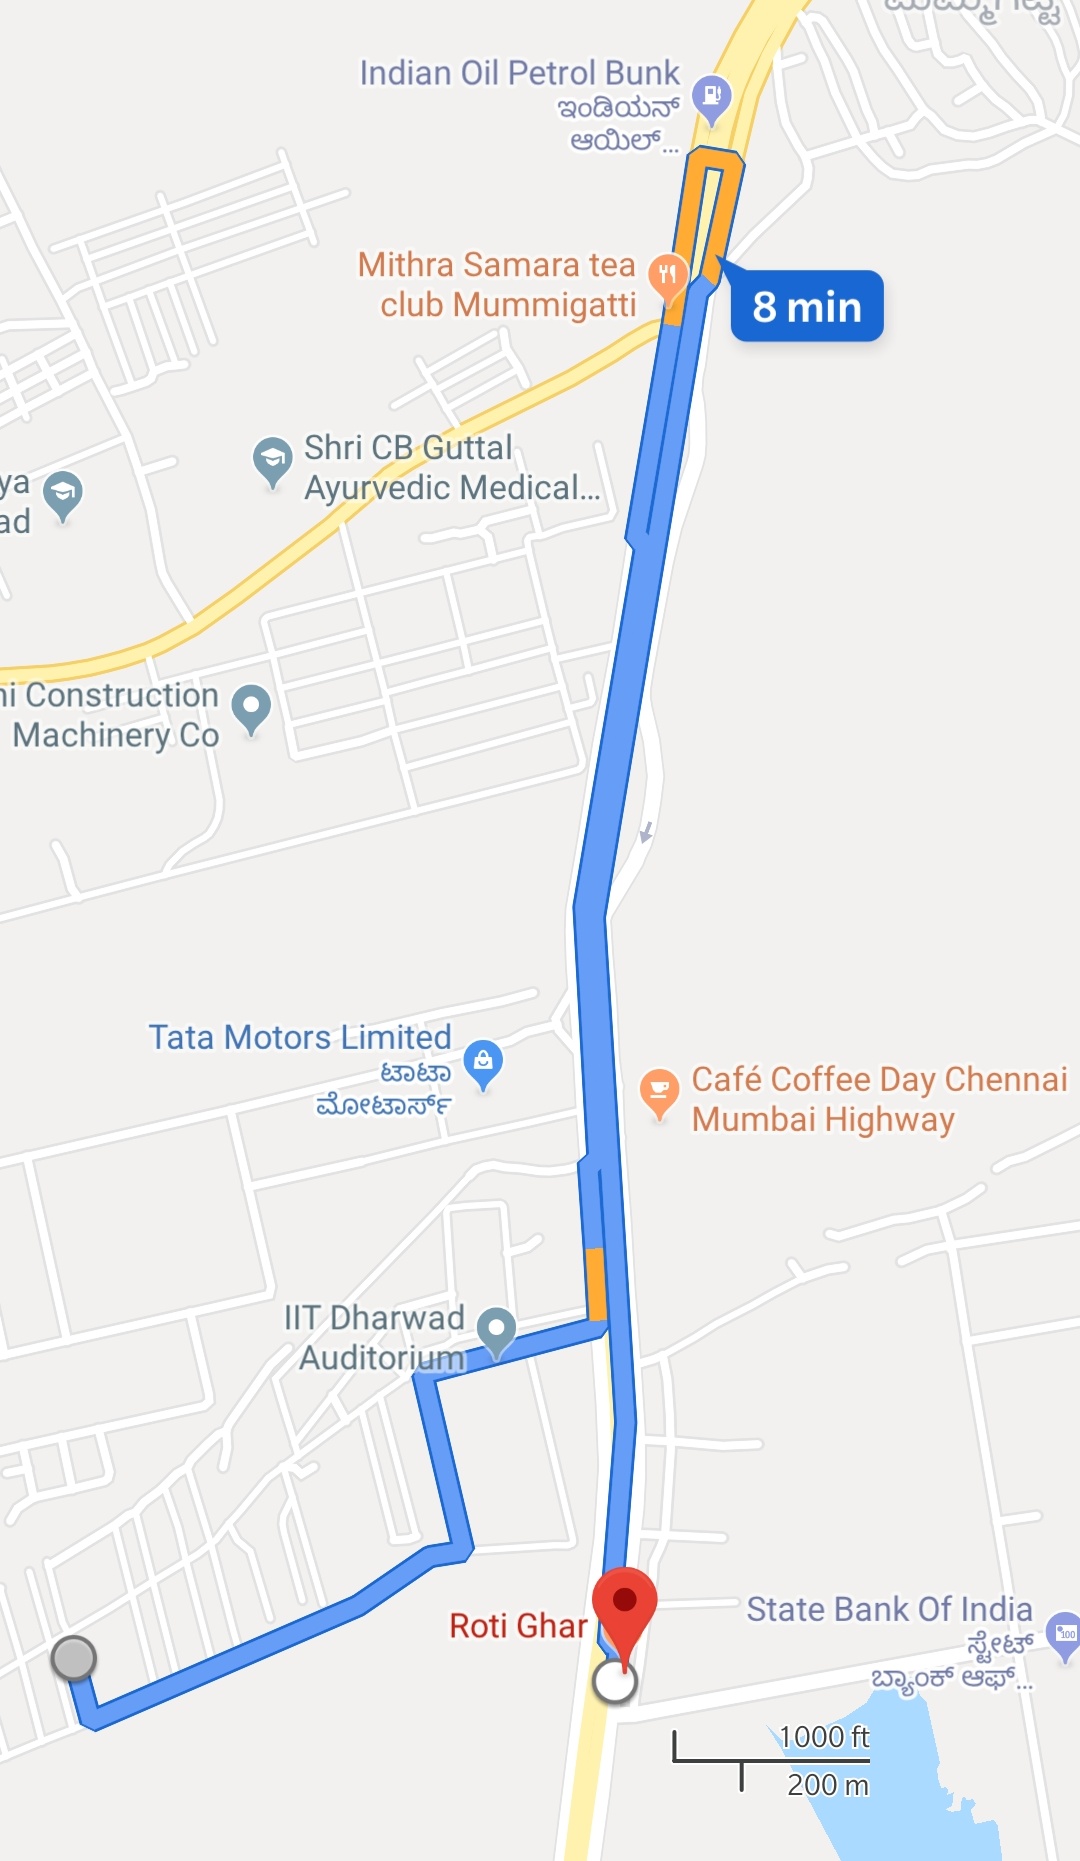 Indian Oil Petrol Bunk
ಇಂಡಿಯನ್
ಆಯಿಲ್...
Mithra Samara tea
club Mummigatti
8 min
Shri CB Guttal
Ayurvedic Medical...
ya
ad
ni Construction
Machinery Co
Tata Motors Limited
ಟಾಟಾ
ಮೋಟಾರ್ಸ್
Café Coffee Day Chennai
Mumbai Highway
IIT Dharwad
Auditorium
Roti Ghar
State Bank Of India
ಸ್ಟೇಟ್
ಬ್ಯಾಂಕ್ ಆಫ್...
100
1000 ft
200 m